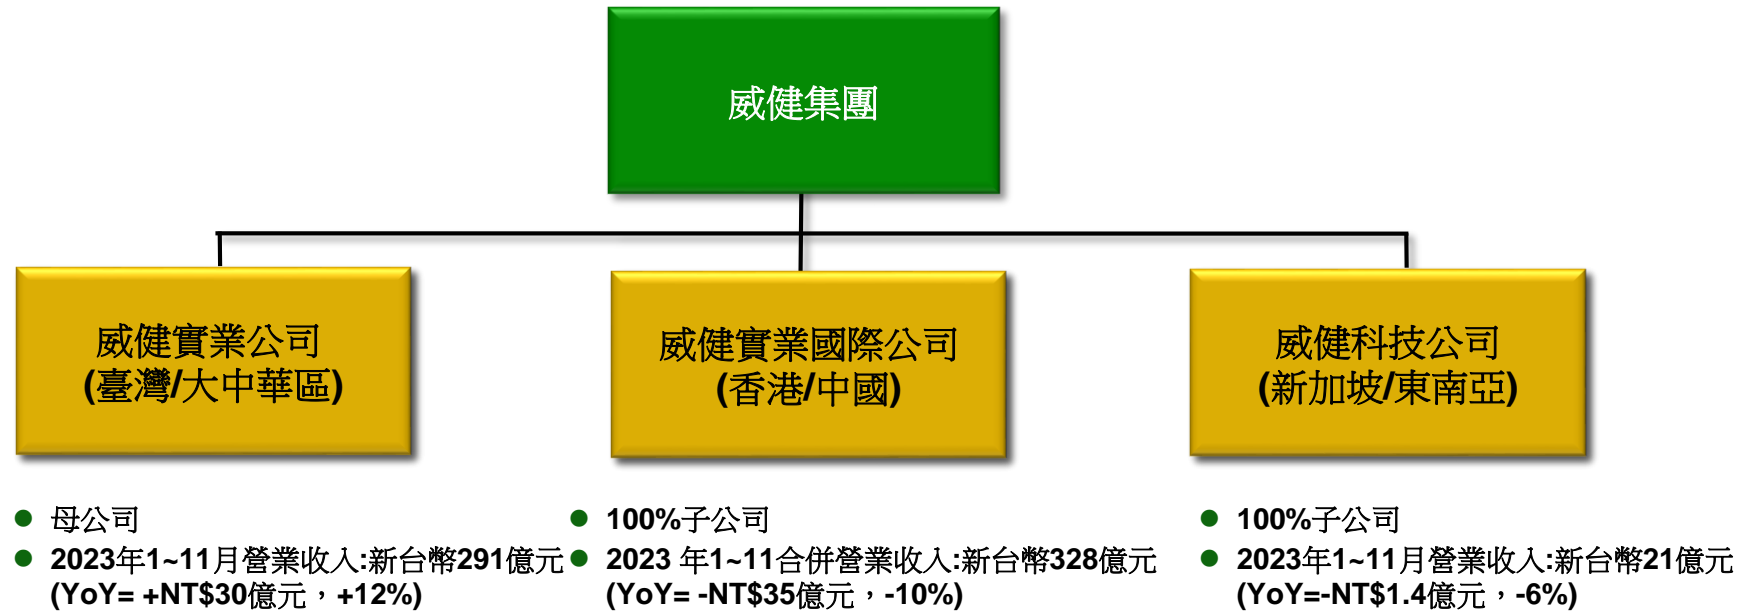 威健集團
威健實業公司
(臺灣/大中華區)
威健實業國際公司
(香港/中國)
威健科技公司
(新加坡/東南亞)
母公司
2023年1~11月營業收入:新台幣291億元
(YoY= +NT$30億元，+12%)
100%子公司
2023 年1~11合併營業收入:新台幣328億元
(YoY= -NT$35億元，-10%)
100%子公司
2023年1~11月營業收入:新台幣21億元
(YoY=-NT$1.4億元，-6%)